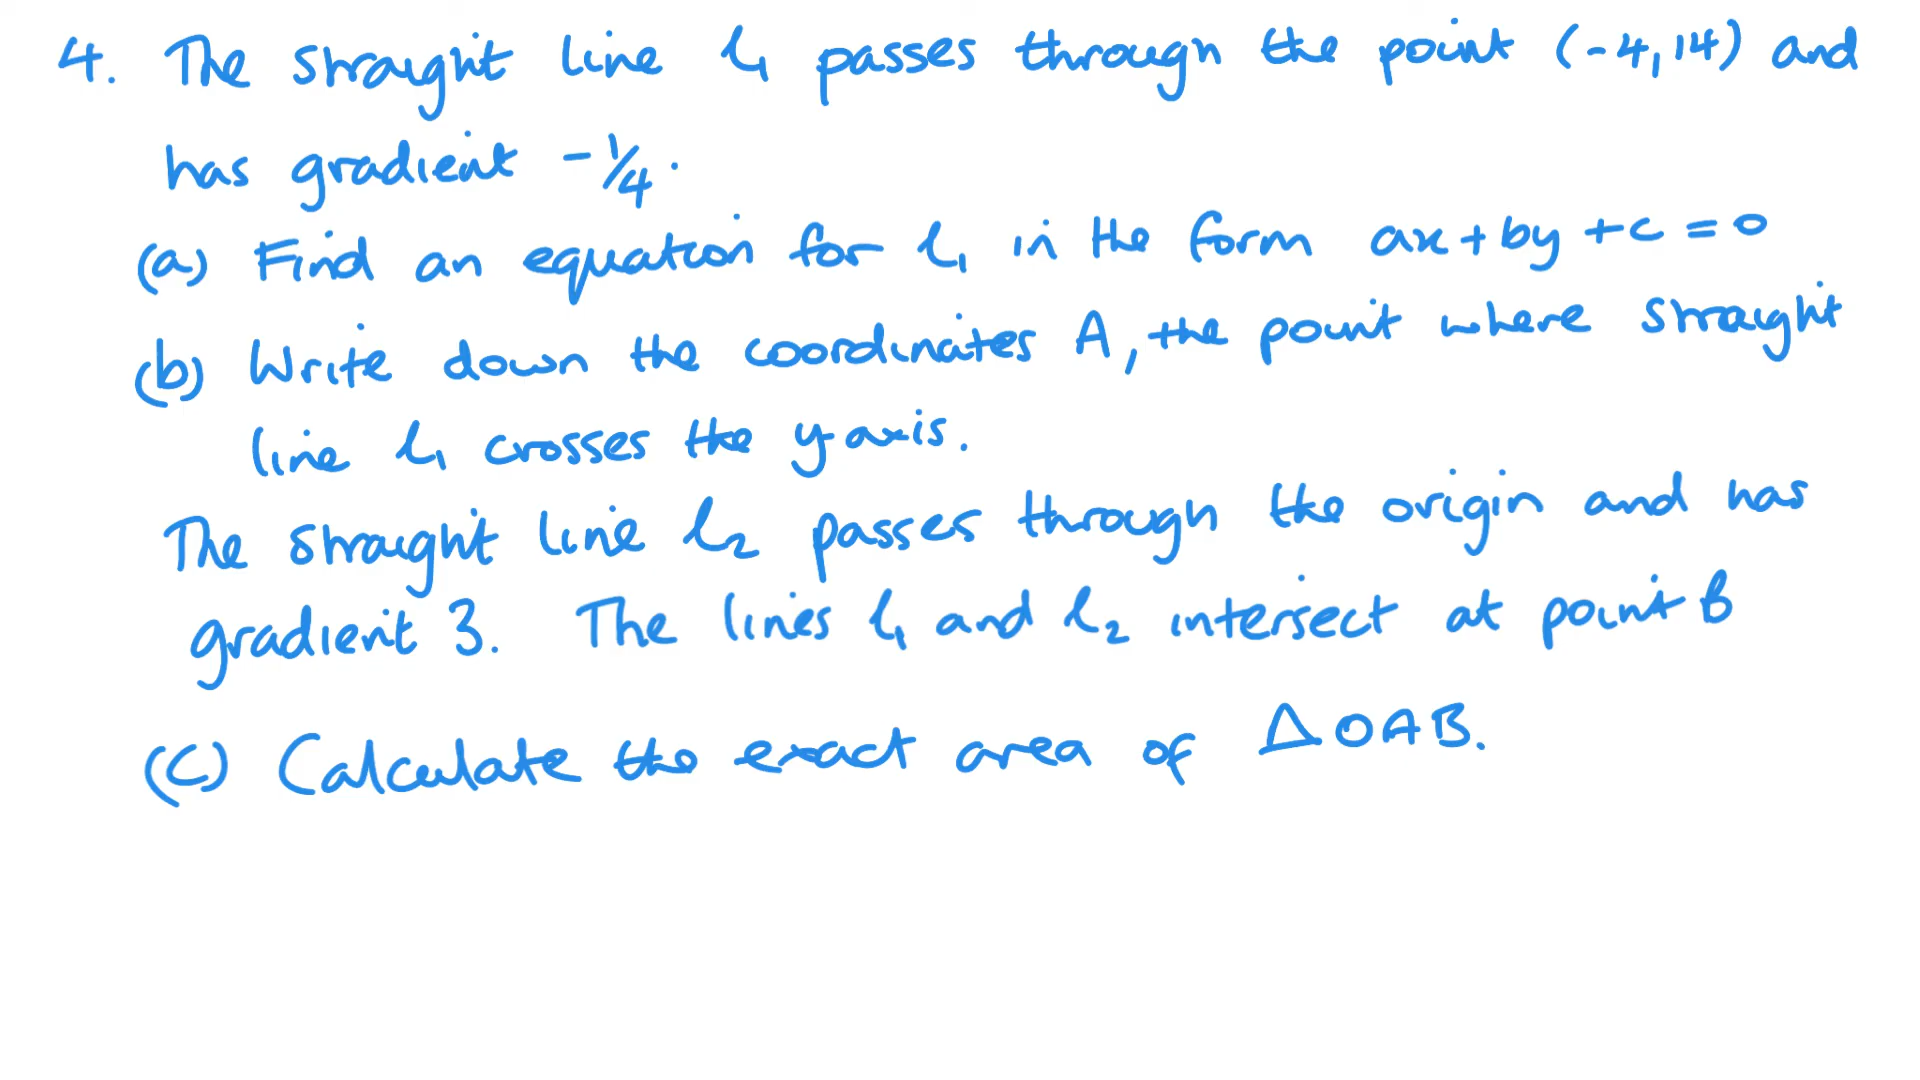 4. The straight line l₁ passes through the point (-4,14) and
has gradient -1/4.
(a) Find an equation for l₁ in the form ax+by+c=0
(b) Write down the coordinates A, the point where straight
line l₁ crosses the y axis.
The straight line l₂ passes through the origin and has
gradient 3. The lines l₁ and l₂ intersect at point B
(c) Calculate the exact area of △OAB.